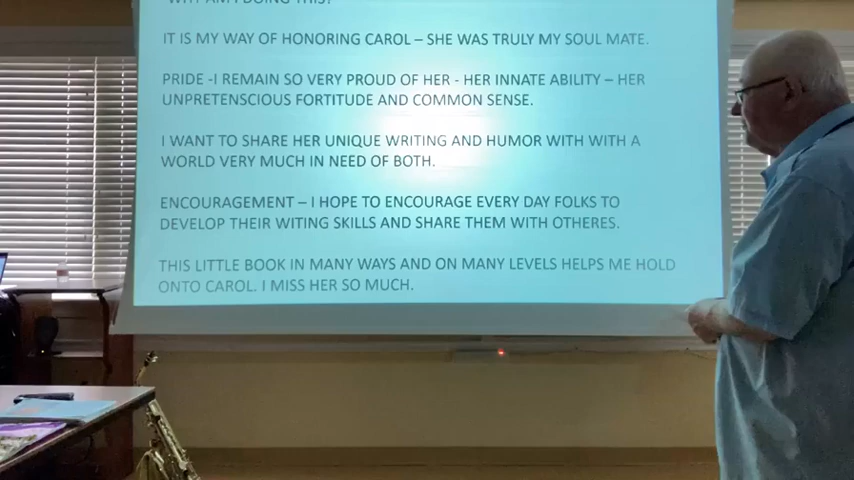 WHY AM I DOING THIS?
IT IS MY WAY OF HONORING CAROL – SHE WAS TRULY MY SOUL MATE.
PRIDE -I REMAIN SO VERY PROUD OF HER - HER INNATE ABILITY – HER
UNPRETENSCIOUS FORTITUDE AND COMMON SENSE.
I WANT TO SHARE HER UNIQUE WRITING AND HUMOR WITH WITH A
WORLD VERY MUCH IN NEED OF BOTH.
ENCOURAGEMENT – I HOPE TO ENCOURAGE EVERY DAY FOLKS TO
DEVELOP THEIR WITING SKILLS AND SHARE THEM WITH OTHERES.
THIS LITTLE BOOK IN MANY WAYS AND ON MANY LEVELS HELPS ME HOLD
ONTO CAROL. I MISS HER SO MUCH.